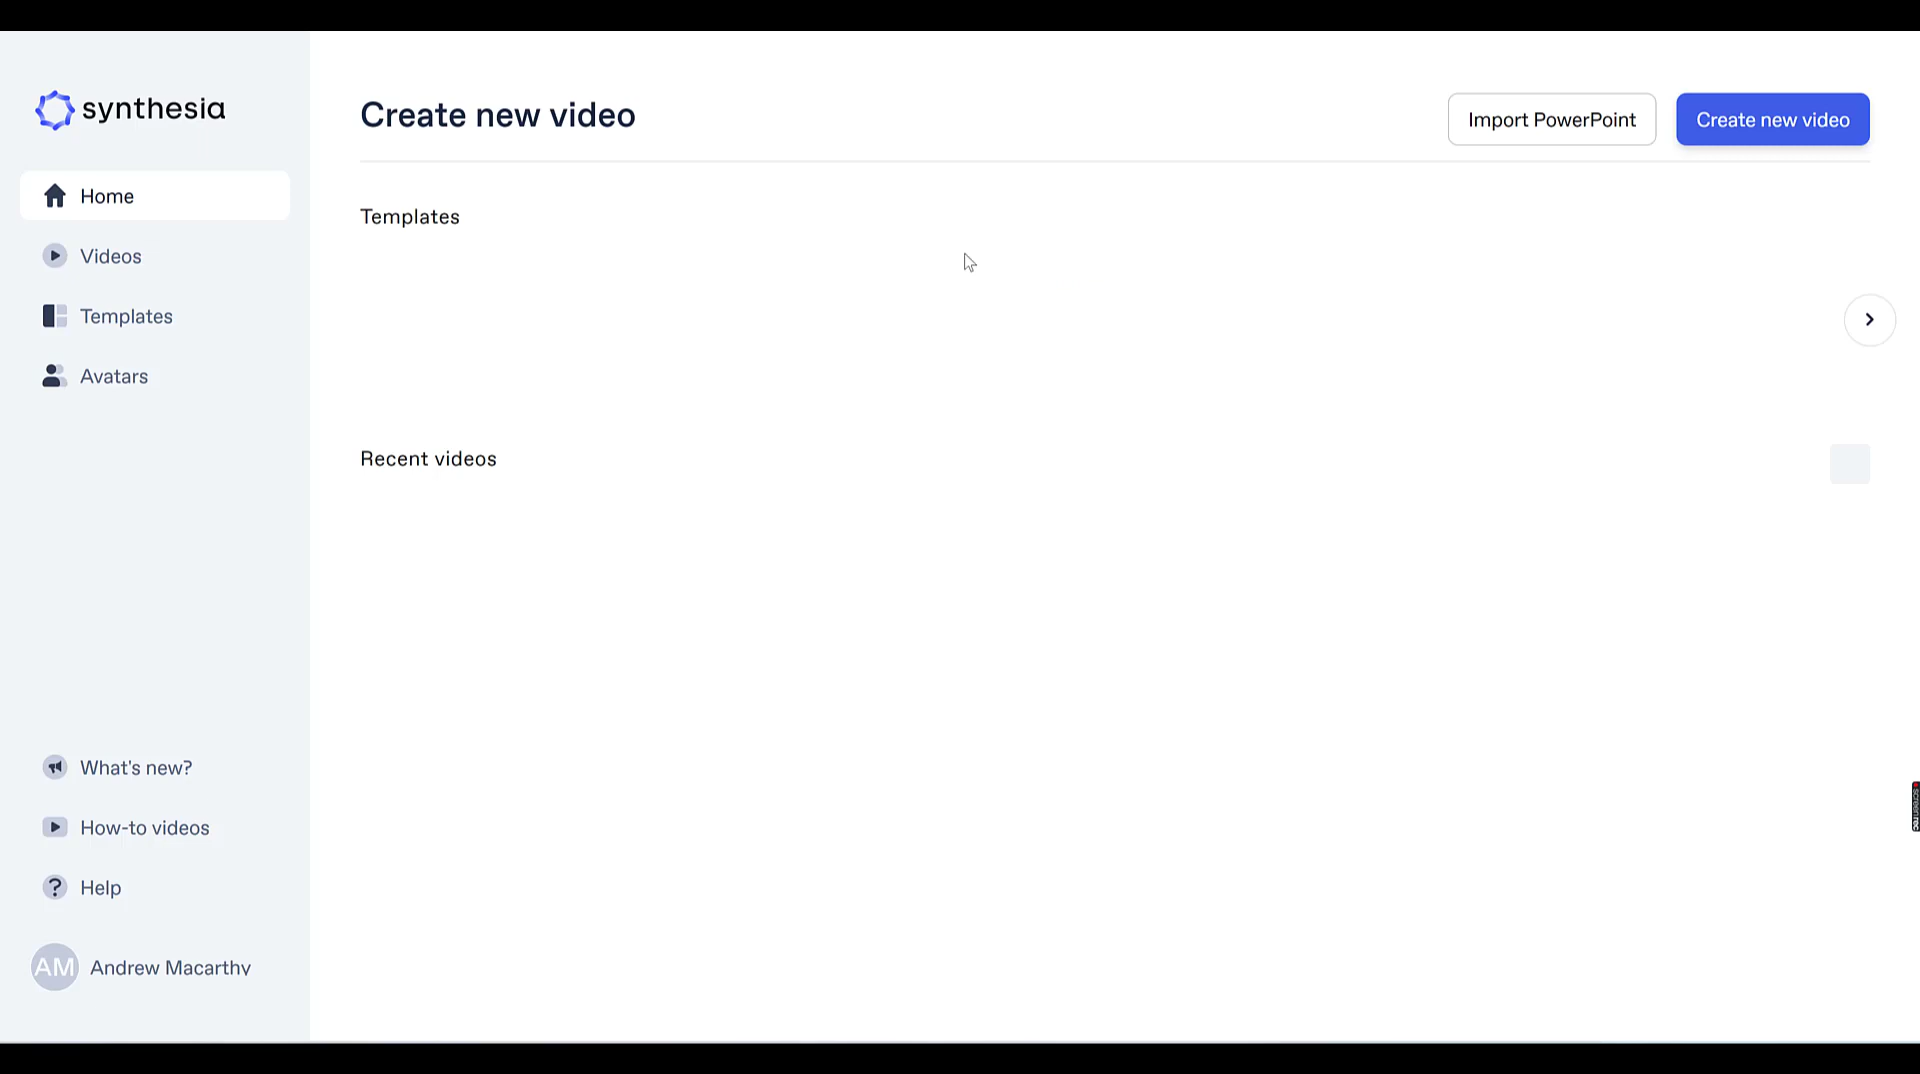 synthesia
Home
Videos
Templates
Avatars
What's new?
How-to videos
Help
AM
Andrew Macarthy
Create new video
Import PowerPoint
Create new video
Templates
Recent videos
screenrec